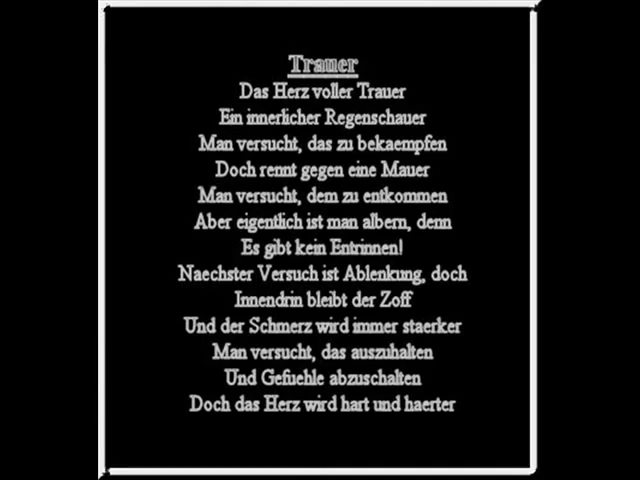 Trauer
Das Herz voller Trauer
Ein innerlicher Regenschauer
Man versucht, das zu bekaempfen
Doch rennt gegen eine Mauer
Man versucht, dem zu entkommen
Aber eigentlich ist man albern, denn
Es gibt kein Entrinnen!
Naechster Versuch ist Ablenkung, doch
Innendrin bleibt der Zoff
Und der Schmerz wird immer staerker
Man versucht, das auszuhalten
Und Gefuehle abzuschalten
Doch das Herz wird hart und haerter